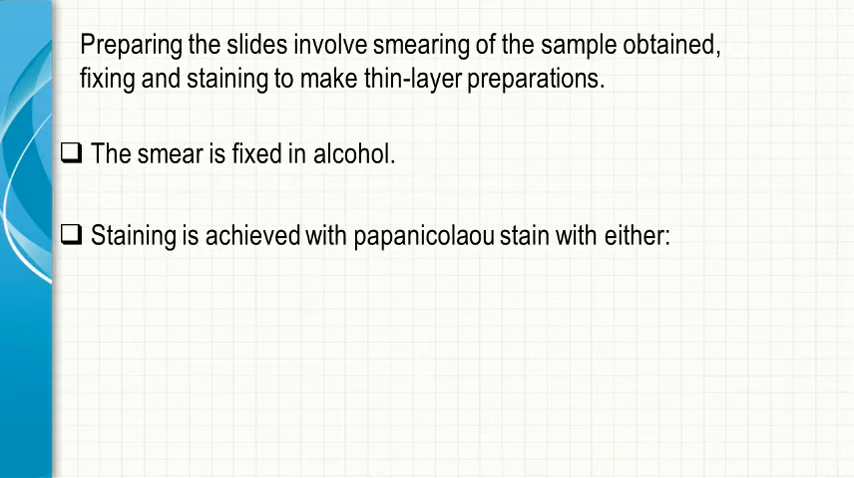 Preparing the slides involve smearing of the sample obtained,
fixing and staining to make thin-layer preparations.
❑ The smear is fixed in alcohol.
❑ Staining is achieved with papanicolaou stain with either: